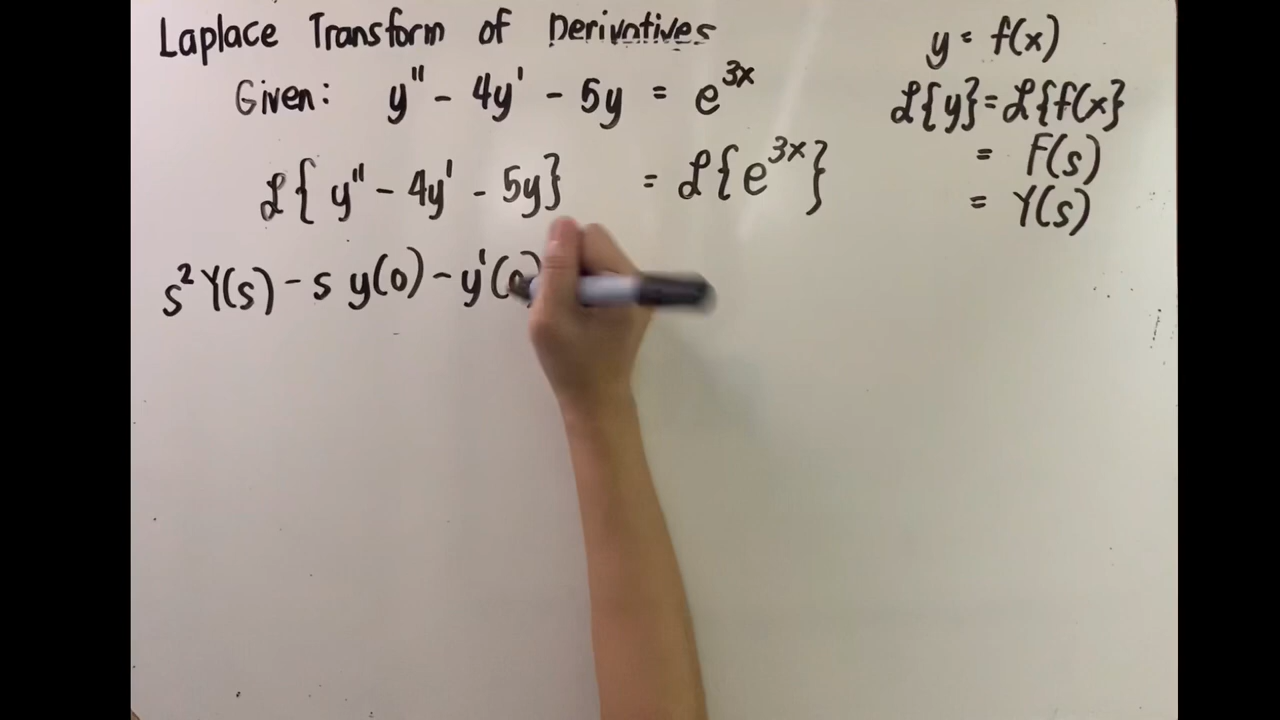 Laplace Transform of Derivatives
Given: y'' - 4y' - 5y = e^{3x}
ℒ{ y'' - 4y' - 5y} = ℒ{e^{3x}}
s²Y(s) - s y(0) - y'(0)
y = f(x)
ℒ{y} = ℒ{f(x}
= F(s)
= Y(s)